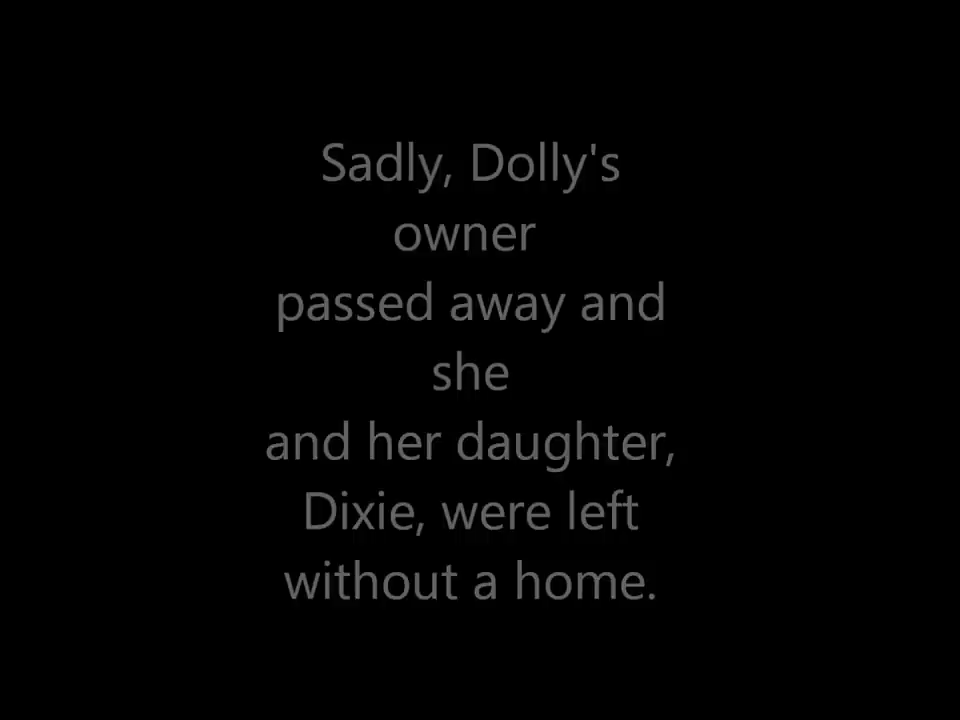 Sadly, Dolly's
owner
passed away and
she
and her daughter,
Dixie, were left
without a home.